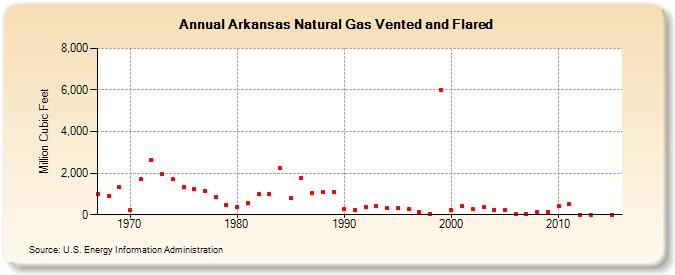 Annual Arkansas Natural Gas Vented and Flared
Million Cubic Feet
8,000
6,000
4,000
2,000
0
1970 1980 1990 2000 2010
Source: U.S. Energy Information Administration